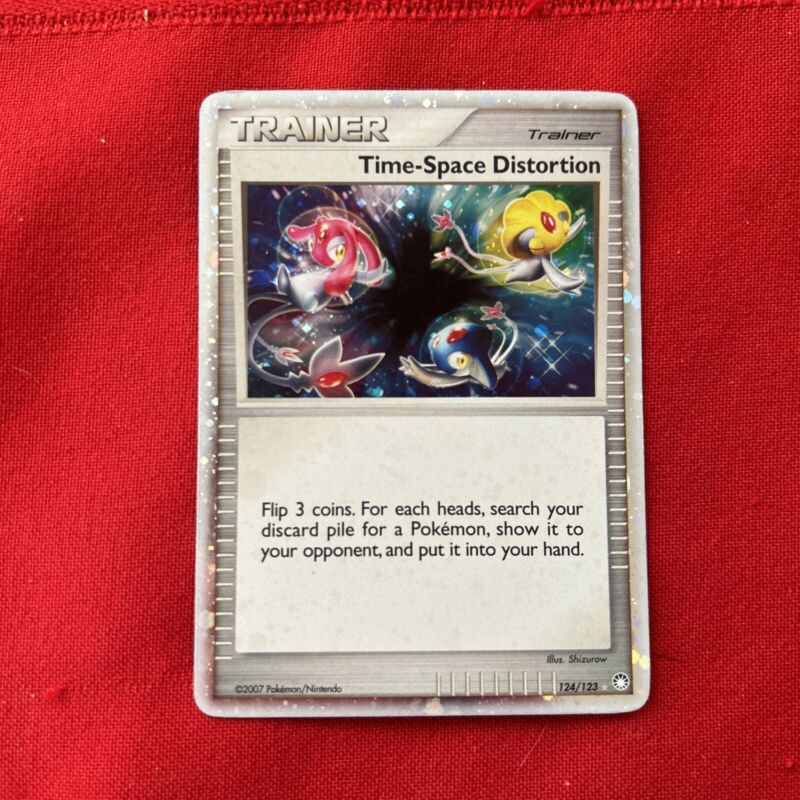 TRAINER
Trainer
Time-Space Distortion
Flip 3 coins. For each heads, search your
discard pile for a Pokémon, show it to
your opponent, and put it into your hand.
Illus. Shizurow
©2007 Pokémon/Nintendo
124/123